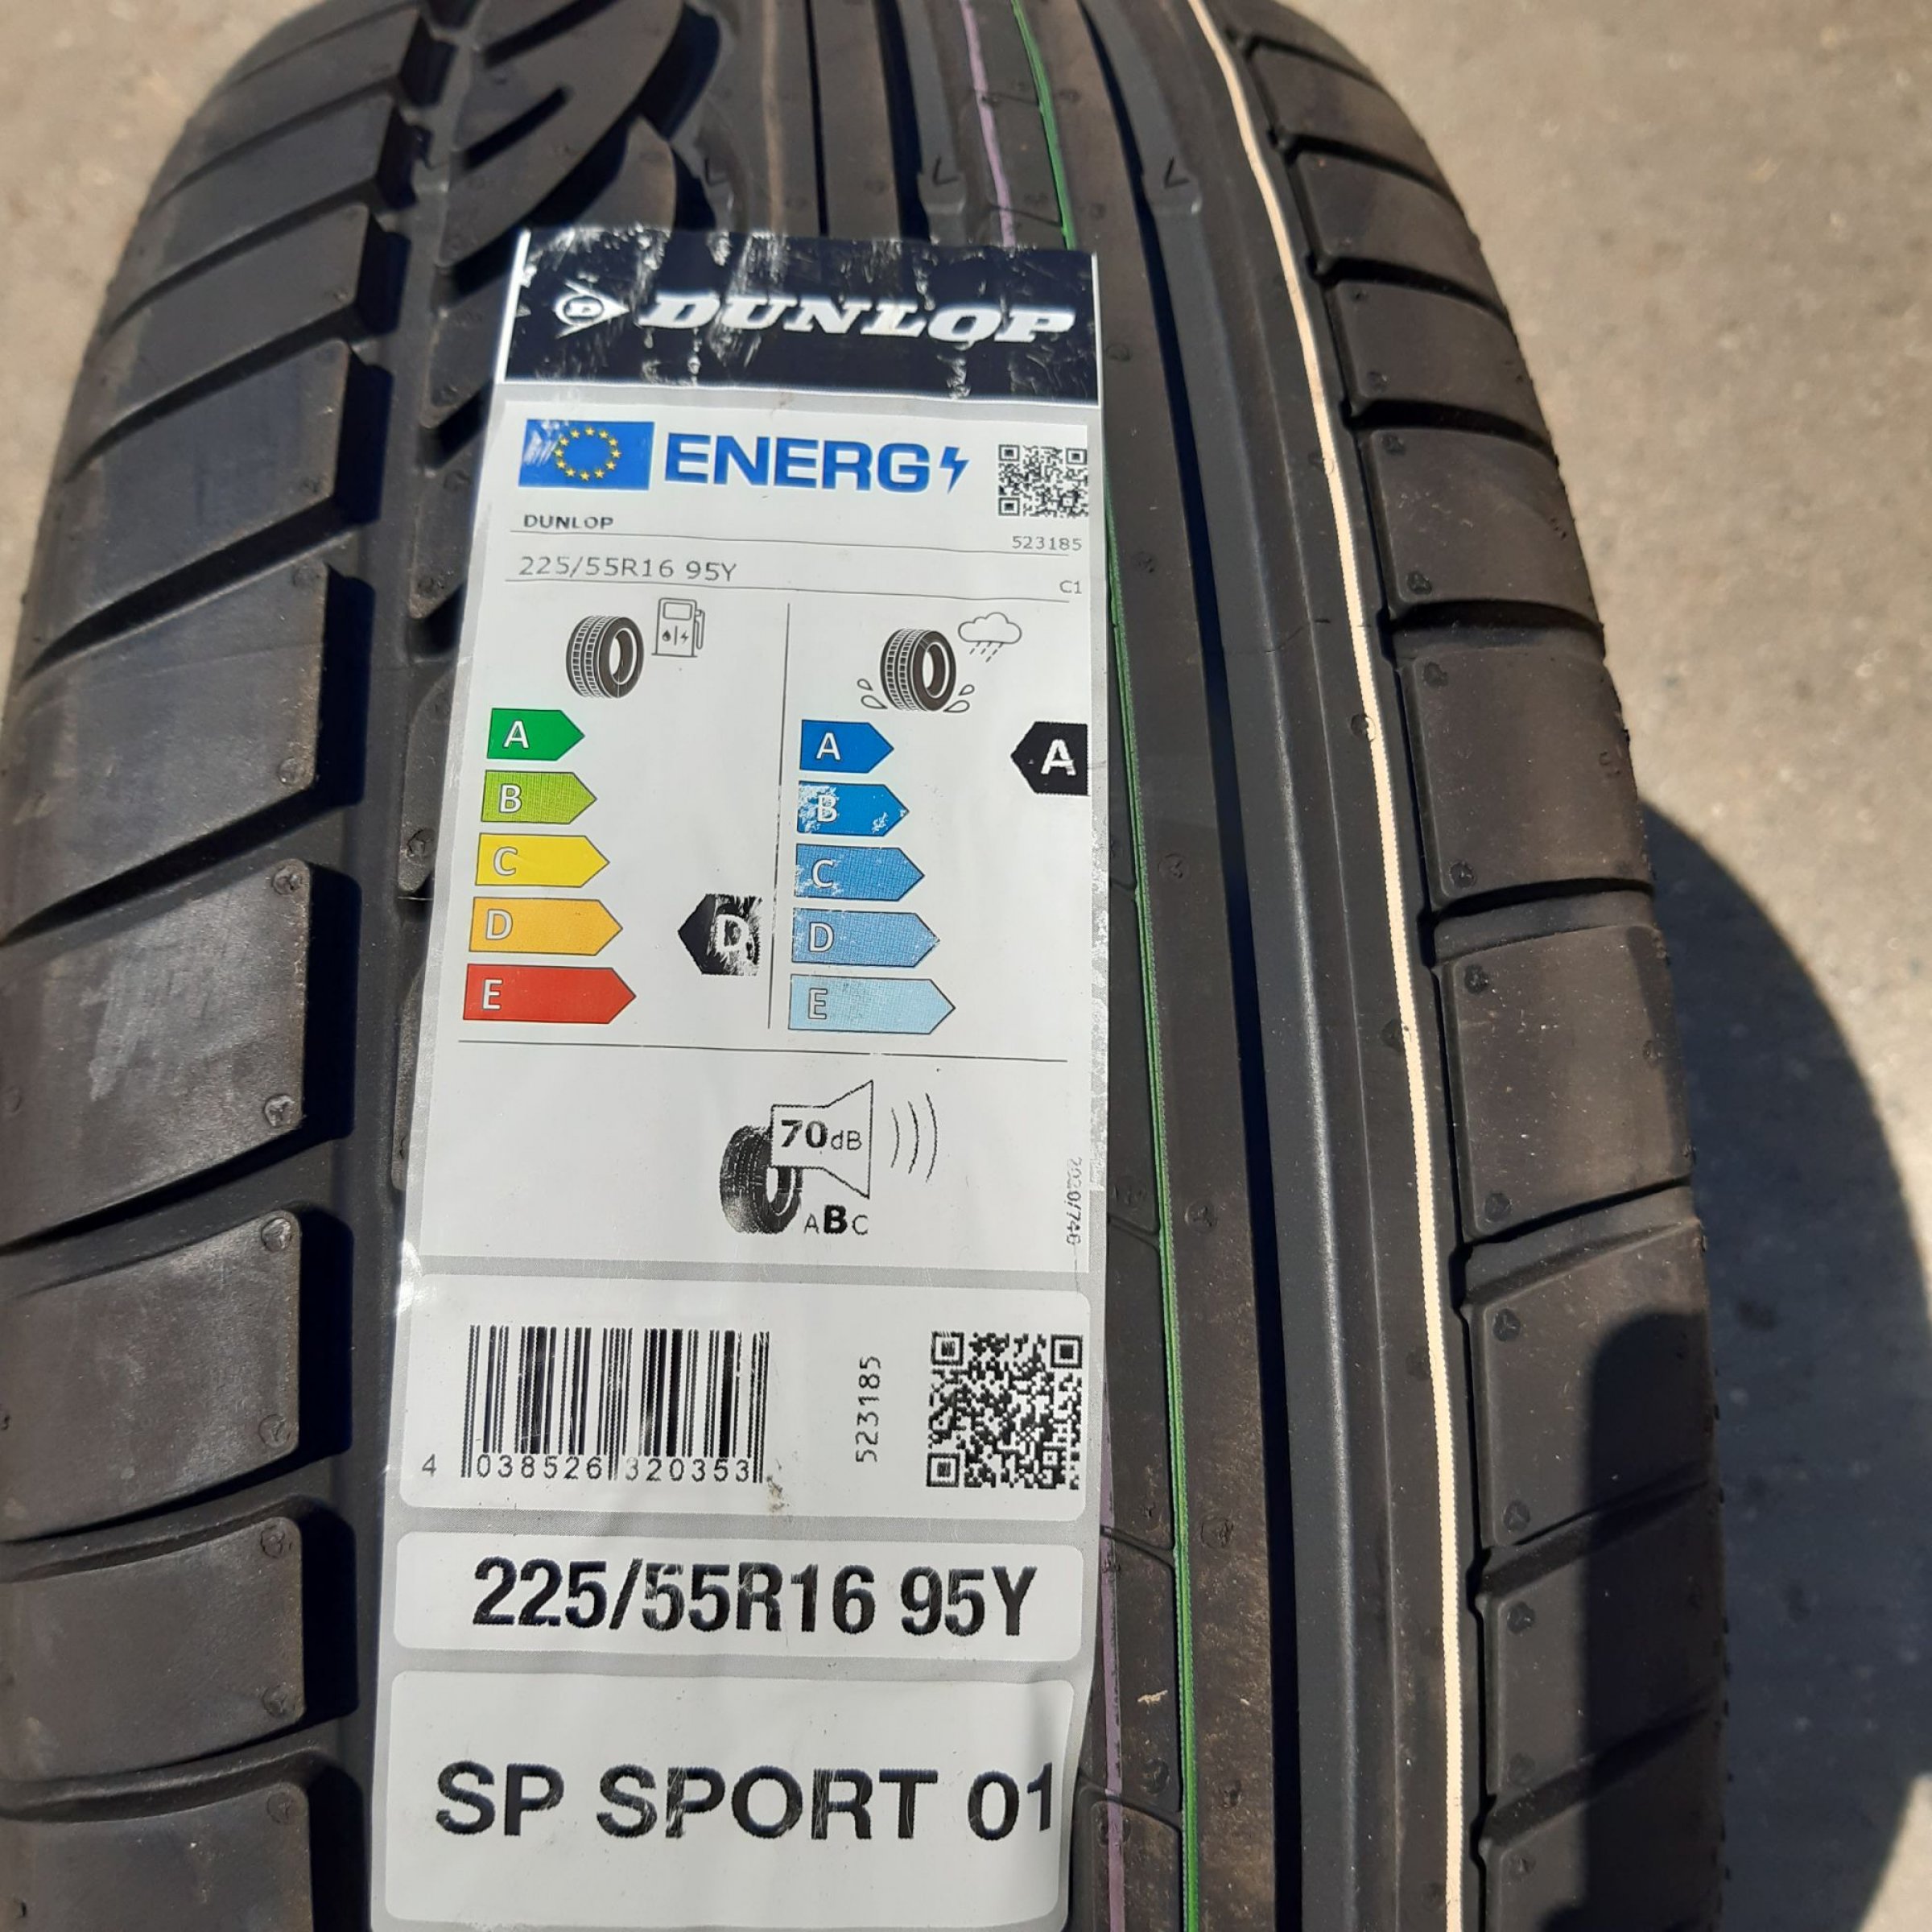 DUNLOP
ENERG
DUNLOP
523185
225/55R16 95Y
C1
A
A
A
B
B
C
C
D
D
D
E
E
70dB
ABC
2020/740
4 038526 320353
523185
225/55R16 95Y
SP SPORT 01